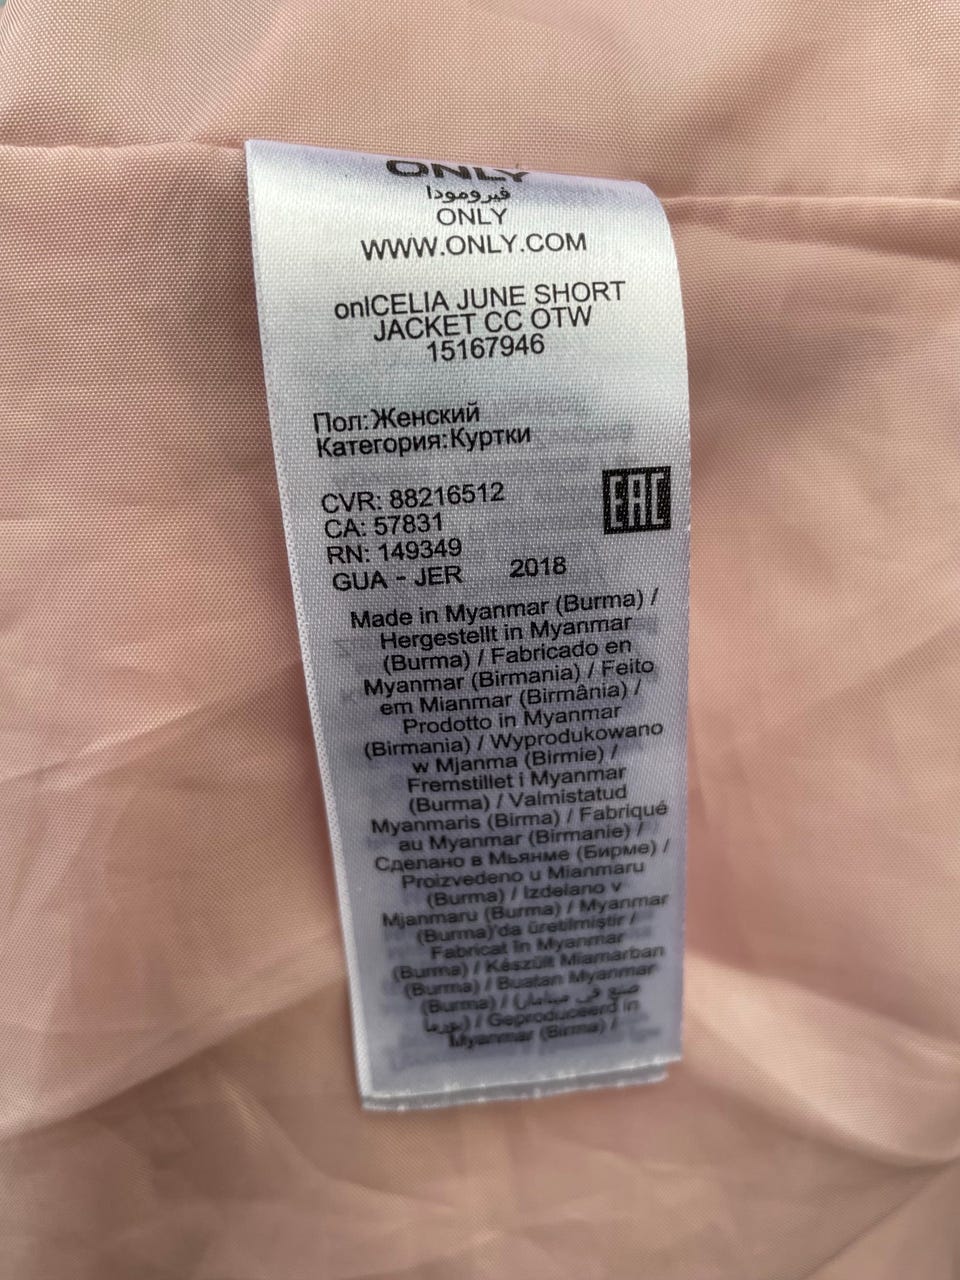 ONLY
فيرومودا
ONLY
WWW.ONLY.COM
onlCELIA JUNE SHORT
JACKET CC OTW
15167946
Пол:Женский
Категория:Куртки
CVR: 88216512
EAC
CA: 57831
RN: 149349
GUA - JER 2018
Made in Myanmar (Burma) /
Hergestellt in Myanmar
(Burma) / Fabricado en
Myanmar (Birmania) / Feito
em Mianmar (Birmânia) /
Prodotto in Myanmar
(Birmania) / Wyprodukowano
w Mjanma (Birmie) /
Fremstillet i Myanmar
(Burma) / Valmistatud
Myanmaris (Birma) / Fabriqué
au Myanmar (Birmanie) /
Сделано в Мьянме (Бирме) /
Proizvedeno u Mianmaru
(Burma) / Izdelano v
Mjanmaru (Burma) / Myanmar
(Burma)'da üretilmiştir /
Fabricat în Myanmar
(Burma) / Készült Miamarban
(Burma) / Buatan Myanmar
(Burma) / صنع في ميانمار)
بورما) / Geproduceerd in
Myanmar (Birma) /